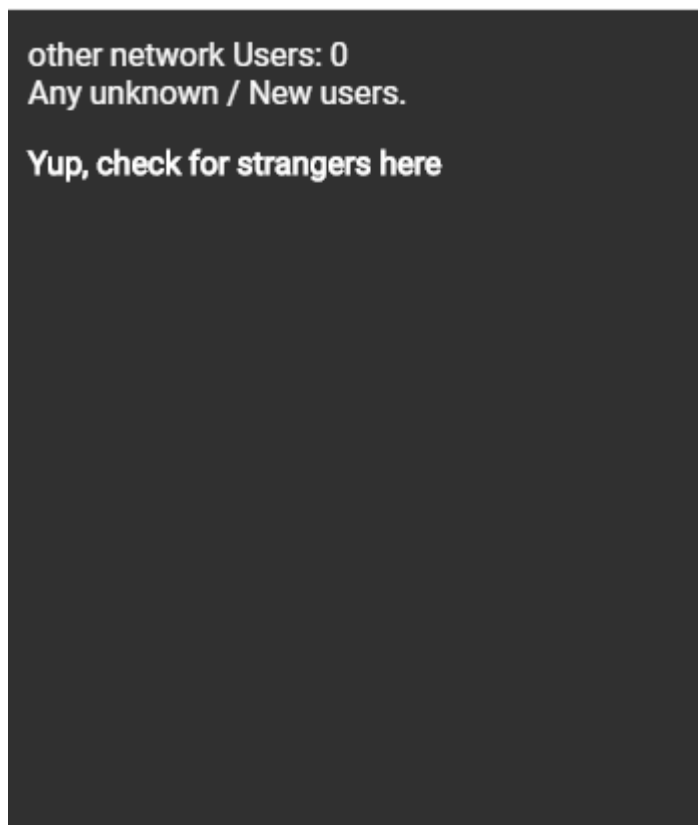 other network Users: 0
Any unknown / New users.
Yup, check for strangers here